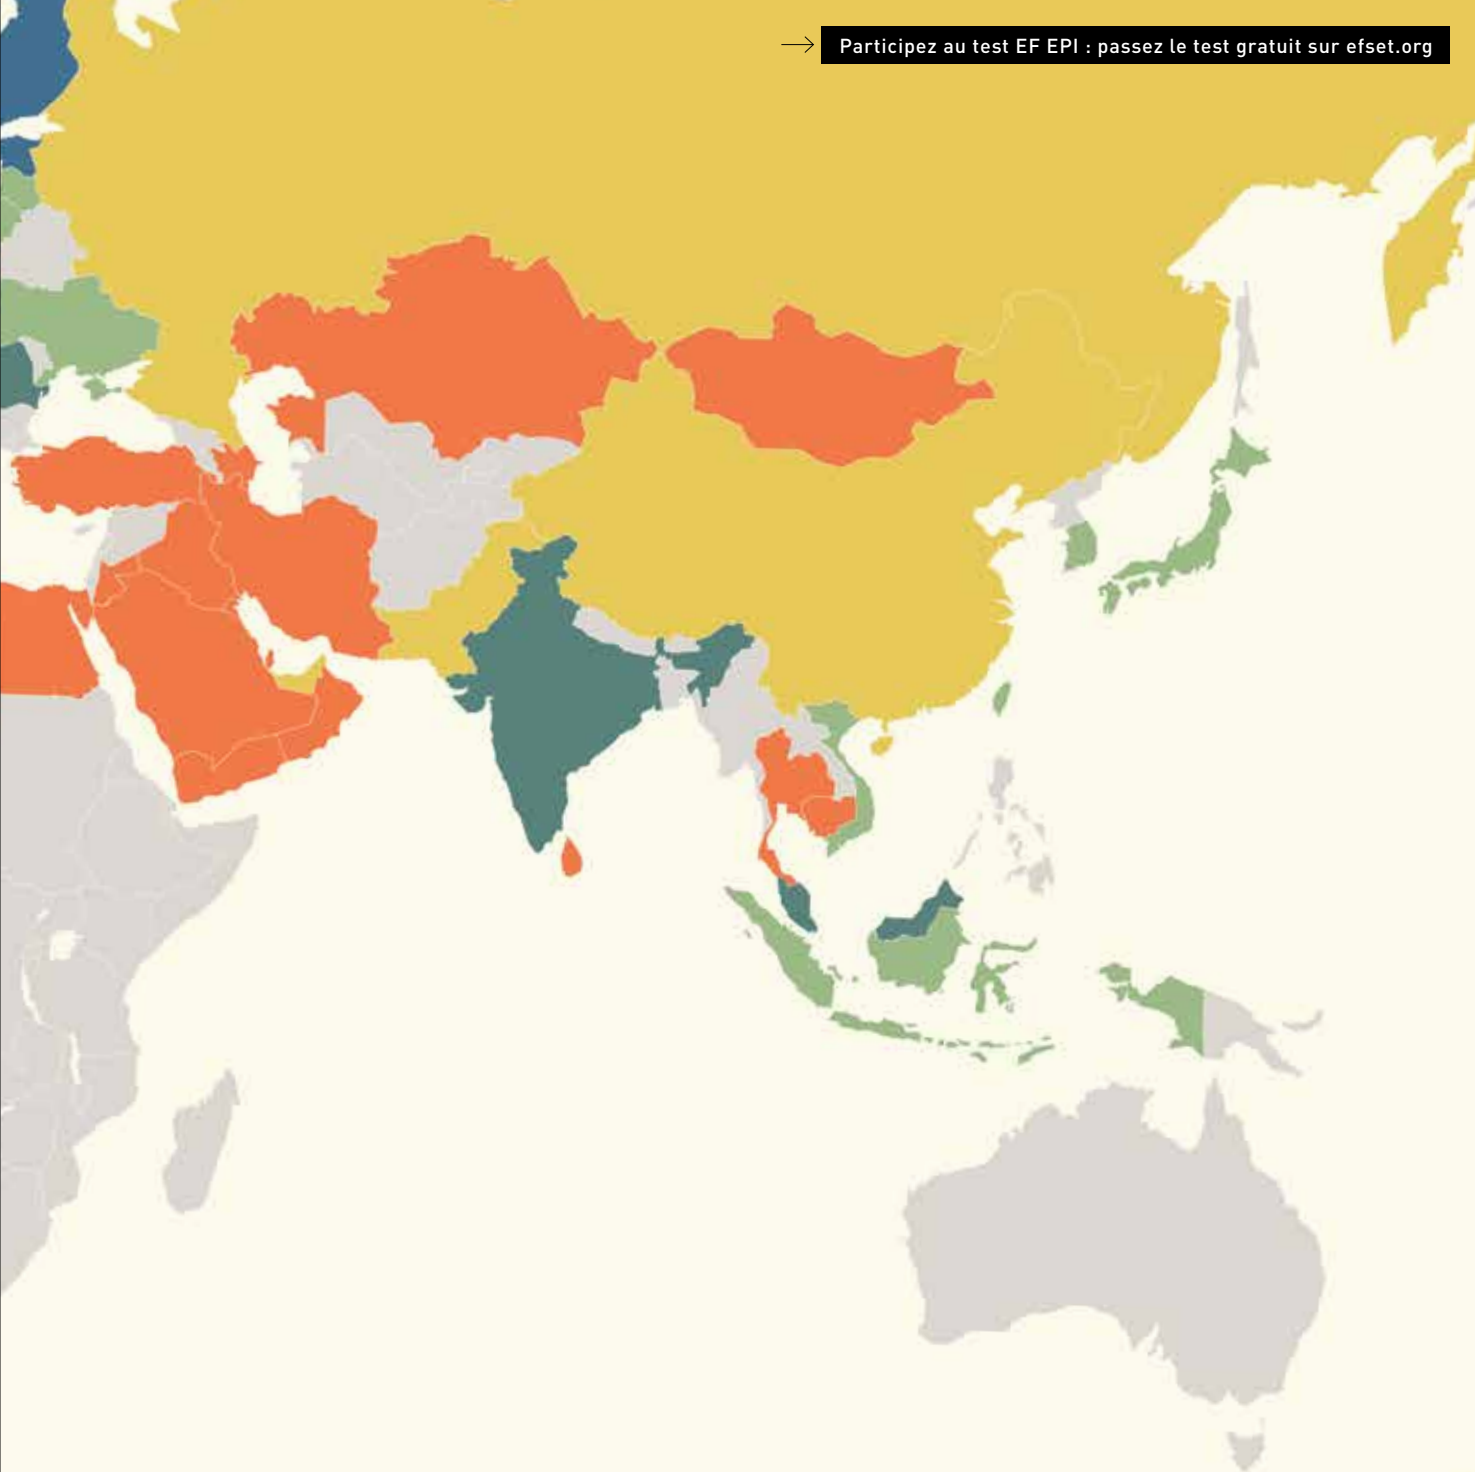 → Participez au test EF EPI : passez le test gratuit sur efset.org